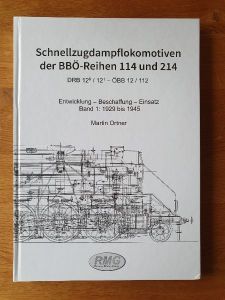 Schnellzugdampflokomotiven
der BBÖ-Reihen 114 und 214
DRB 12⁰ / 12¹ – ÖBB 12 / 112
Entwicklung – Beschaffung – Einsatz
Band 1: 1929 bis 1945
Martin Ortner
RMG